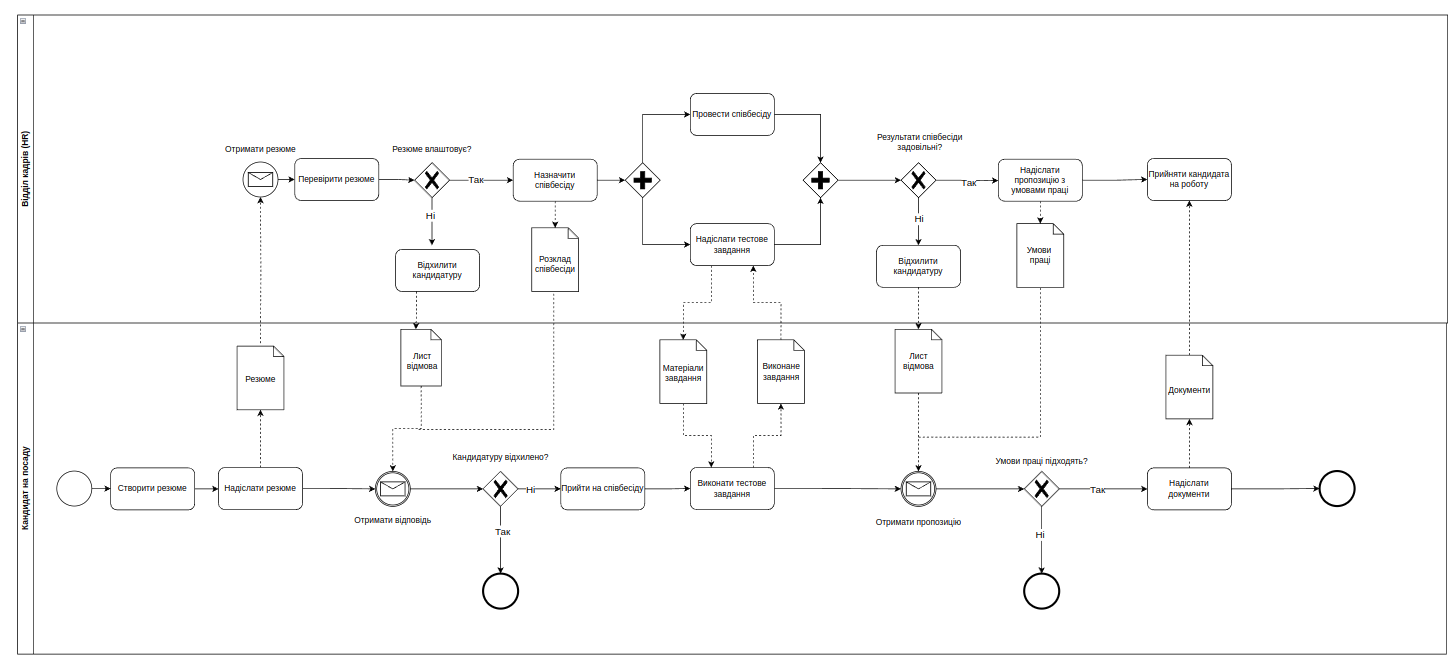 Відділ кадрів (HR)
Отримати резюме
Перевірити резюме
Резюме влаштовує?
Так
Ні
Відхилити
кандидатуру
Назначити
співбесіду
Розклад
співбесіди
Провести співбесіду
Надіслати тестове
завдання
Результати співбесіди
задовільні?
Так
Ні
Відхилити
кандидатуру
Надіслати
пропозицію з
умовами праці
Умови
праці
Прийняти кандидата
на роботу
Кандидат на посаду
Резюме
Лист
відмова
Матеріали
завдання
Виконане
завдання
Лист
відмова
Документи
Створити резюме
Надіслати резюме
Отримати відповідь
Кандидатуру відхилено?
Ні
Так
Прийти на співбесіду
Виконати тестове
завдання
Отримати пропозицію
Умови праці підходять?
Так
Ні
Надіслати
документи